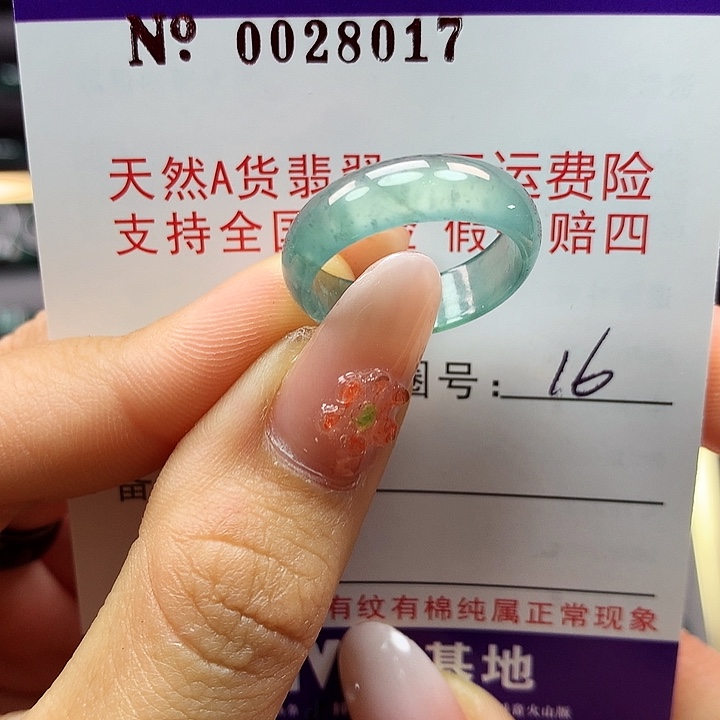 Nº 0028017
天然A货翡翠 运费险
支持全国 假 赔四
圈号：16
有纹有棉纯属正常现象
基地